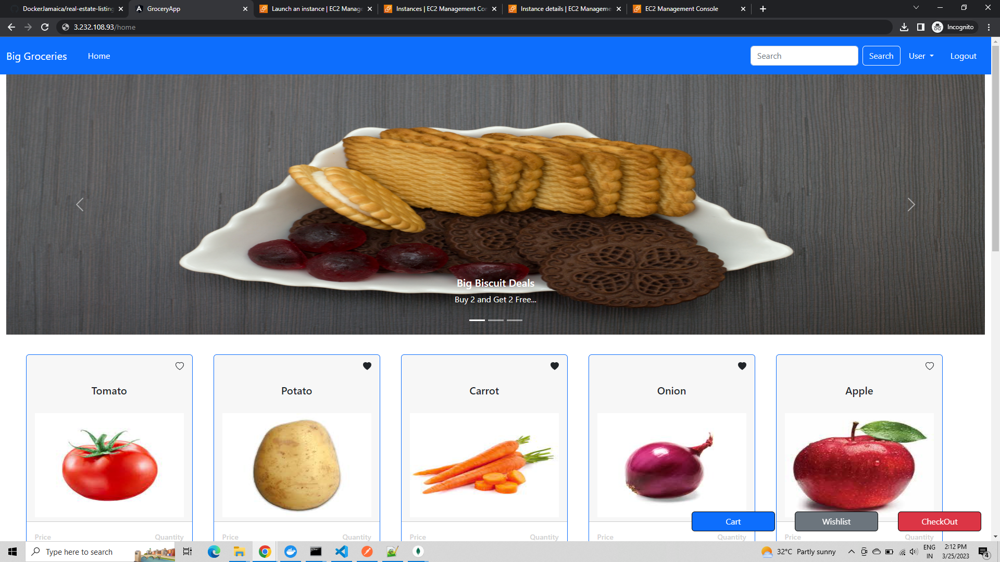 DockerJamaica/real-estate-listing
GroceryApp
Launch an instance | EC2 Manage
Instances | EC2 Management Con
Instance details | EC2 Manageme
EC2 Management Console
3.232.108.93/home
Incognito
Big Groceries
Home
Search
Search
User
Logout
Big Biscuit Deals
Buy 2 and Get 2 Free...
Tomato
Potato
Carrot
Onion
Apple
Cart
Wishlist
CheckOut
Price Quantity
Price Quantity
Price Quantity
Price Quantity
Price Quantity
Type here to search
32°C Partly sunny
ENG
IN
2:12 PM
3/25/2023
4